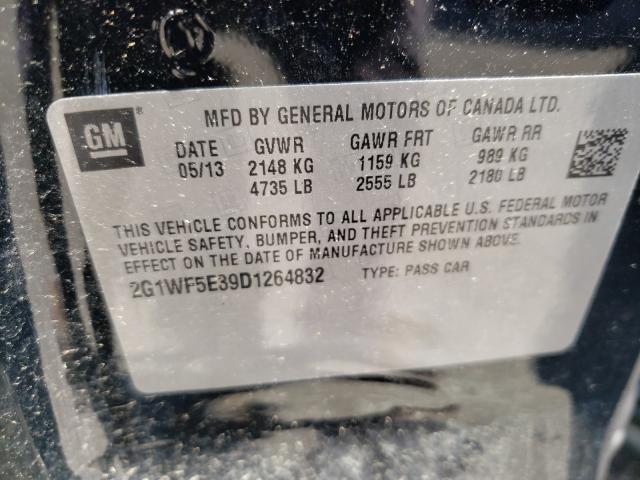 GM ®
MFD BY GENERAL MOTORS OF CANADA LTD.
DATE GVWR GAWR FRT GAWR RR
05/13 2148 KG 1159 KG 989 KG
4735 LB 2555 LB 2180 LB
THIS VEHICLE CONFORMS TO ALL APPLICABLE U.S. FEDERAL MOTOR
VEHICLE SAFETY, BUMPER, AND THEFT PREVENTION STANDARDS IN
EFFECT ON THE DATE OF MANUFACTURE SHOWN ABOVE.
2G1WF5E39D1264832 TYPE: PASS CAR